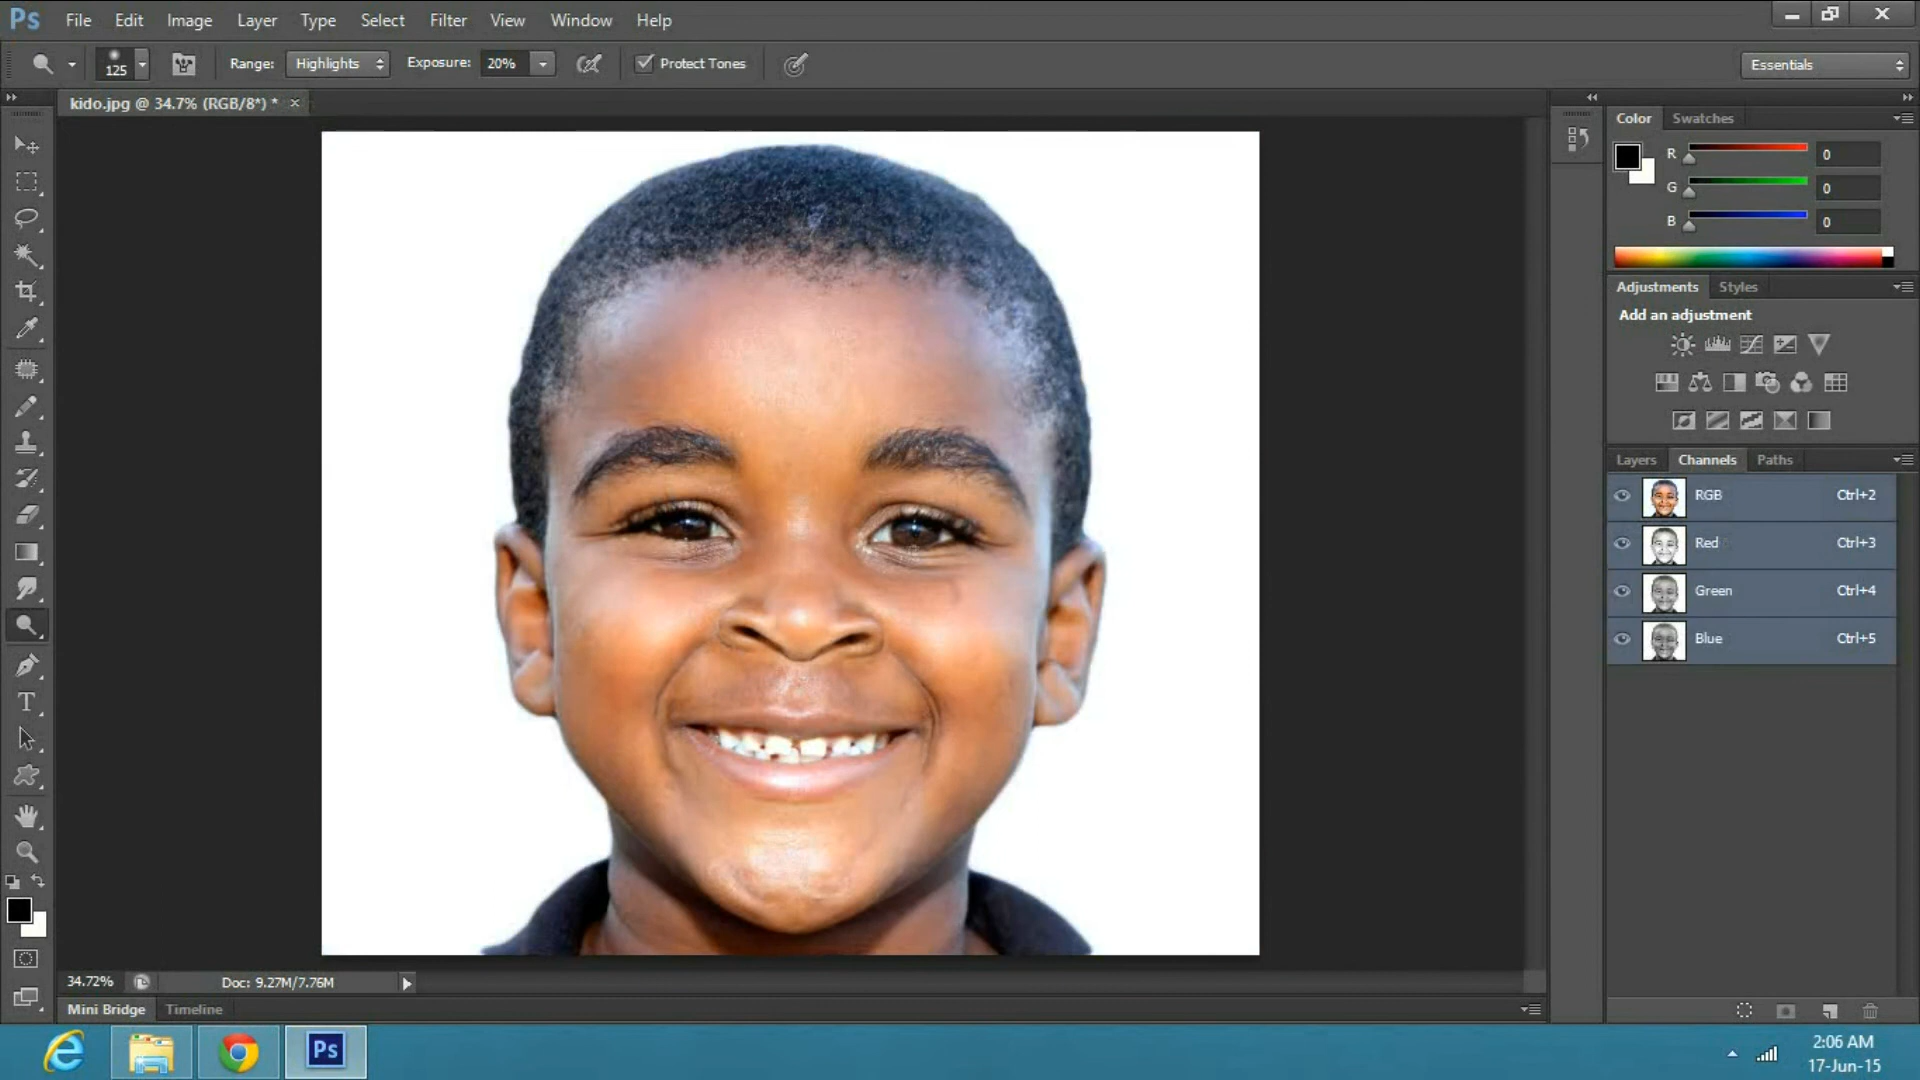 Ps File Edit Image Layer Type Select Filter View Window Help
125 Range: Highlights Exposure: 20% Protect Tones Essentials
kido.jpg @ 34.7% (RGB/8*) * ×
Color Swatches
R 0
G 0
B 0
Adjustments Styles
Add an adjustment
Layers Channels Paths
RGB Ctrl+2
Red Ctrl+3
Green Ctrl+4
Blue Ctrl+5
T
34.72% Doc: 9.27M/7.76M
Mini Bridge Timeline
Ps
2:06 AM
17-Jun-15